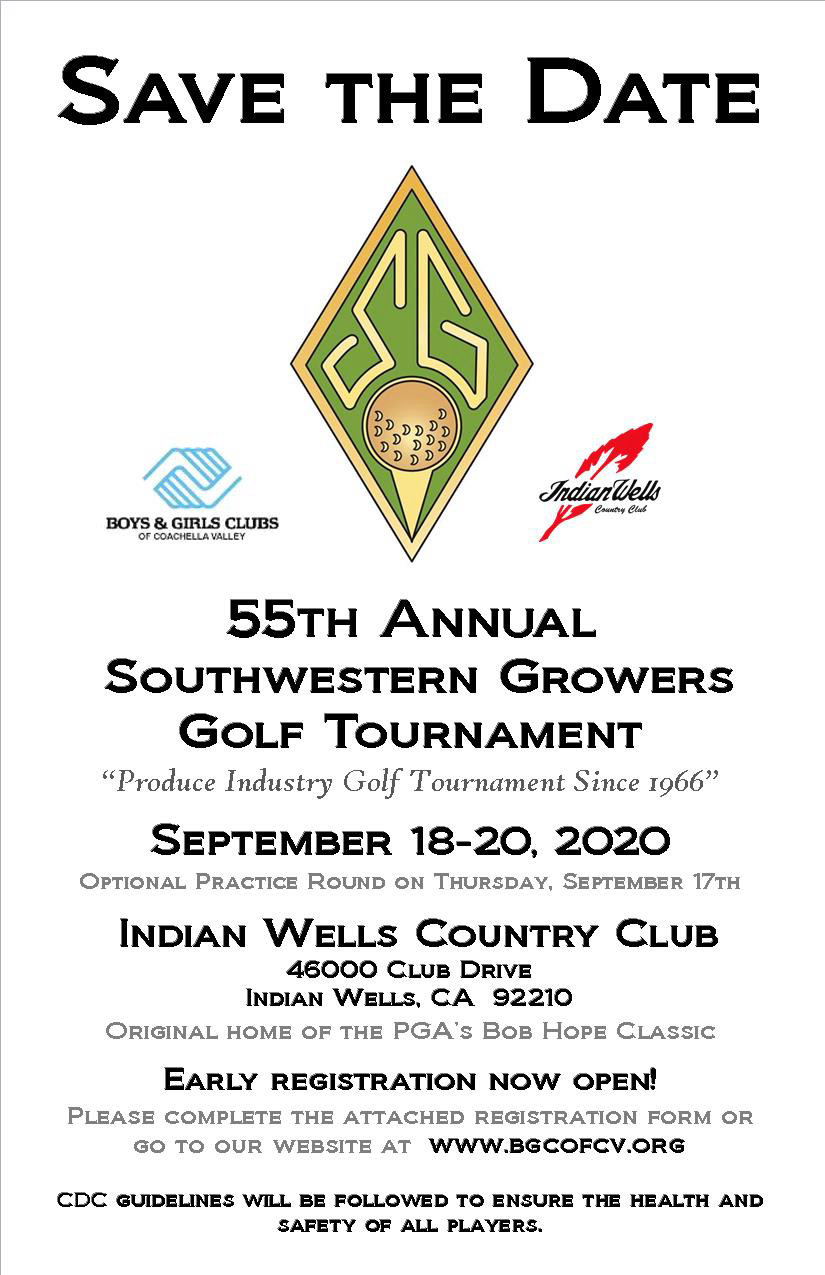 SAVE THE DATE
SG
BOYS & GIRLS CLUBS
OF COACHELLA VALLEY
Indian Wells
Country Club
55TH ANNUAL
SOUTHWESTERN GROWERS
GOLF TOURNAMENT
“Produce Industry Golf Tournament Since 1966”
SEPTEMBER 18-20, 2020
OPTIONAL PRACTICE ROUND ON THURSDAY, SEPTEMBER 17TH
INDIAN WELLS COUNTRY CLUB
46000 CLUB DRIVE
INDIAN WELLS, CA 92210
ORIGINAL HOME OF THE PGA'S BOB HOPE CLASSIC
EARLY REGISTRATION NOW OPEN!
PLEASE COMPLETE THE ATTACHED REGISTRATION FORM OR
GO TO OUR WEBSITE AT WWW.BGCOFCV.ORG
CDC GUIDELINES WILL BE FOLLOWED TO ENSURE THE HEALTH AND
SAFETY OF ALL PLAYERS.